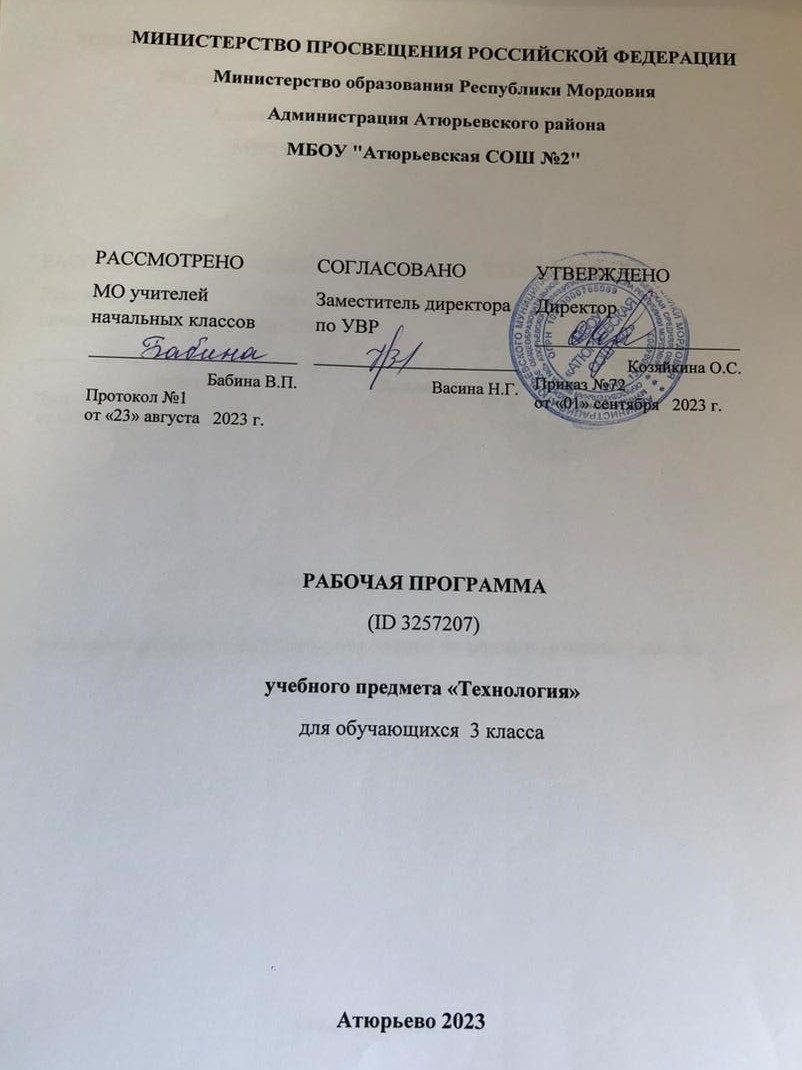 МИНИСТЕРСТВО ПРОСВЕЩЕНИЯ РОССИЙСКОЙ ФЕДЕРАЦИИ
Министерство образования Республики Мордовия
Администрация Атюрьевского района
МБОУ "Атюрьевская СОШ №2"
РАССМОТРЕНО
МО учителей
начальных классов
Бабина
Бабина В.П.
Протокол №1
от «23» августа 2023 г.
СОГЛАСОВАНО
Заместитель директора
по УВР
Васина Н.Г.
УТВЕРЖДЕНО
Директор
Козяйкина О.С.
Приказ №72
от «01» сентября 2023 г.
РАБОЧАЯ ПРОГРАММА
(ID 3257207)
учебного предмета «Технология»
для обучающихся 3 класса
Атюрьево 2023